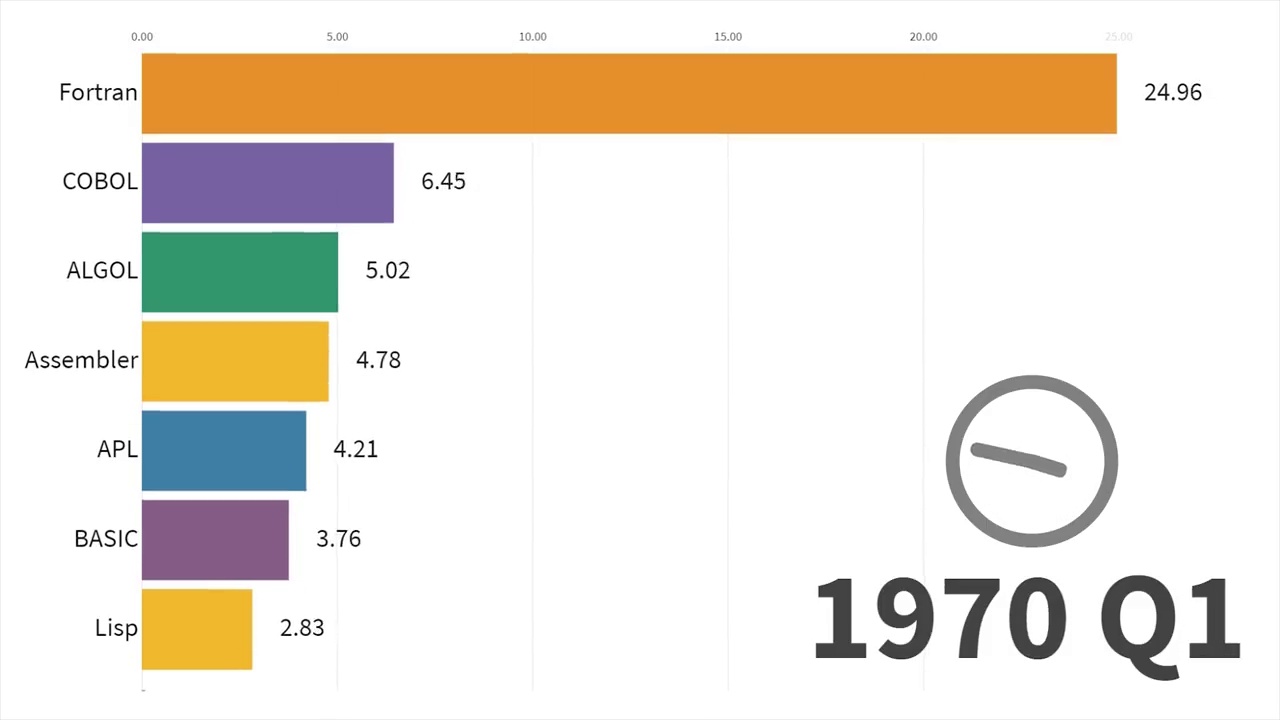 0.00 5.00 10.00 15.00 20.00 25.00
Fortran 24.96
COBOL 6.45
ALGOL 5.02
Assembler 4.78
APL 4.21
BASIC 3.76
Lisp 2.83
1970 Q1